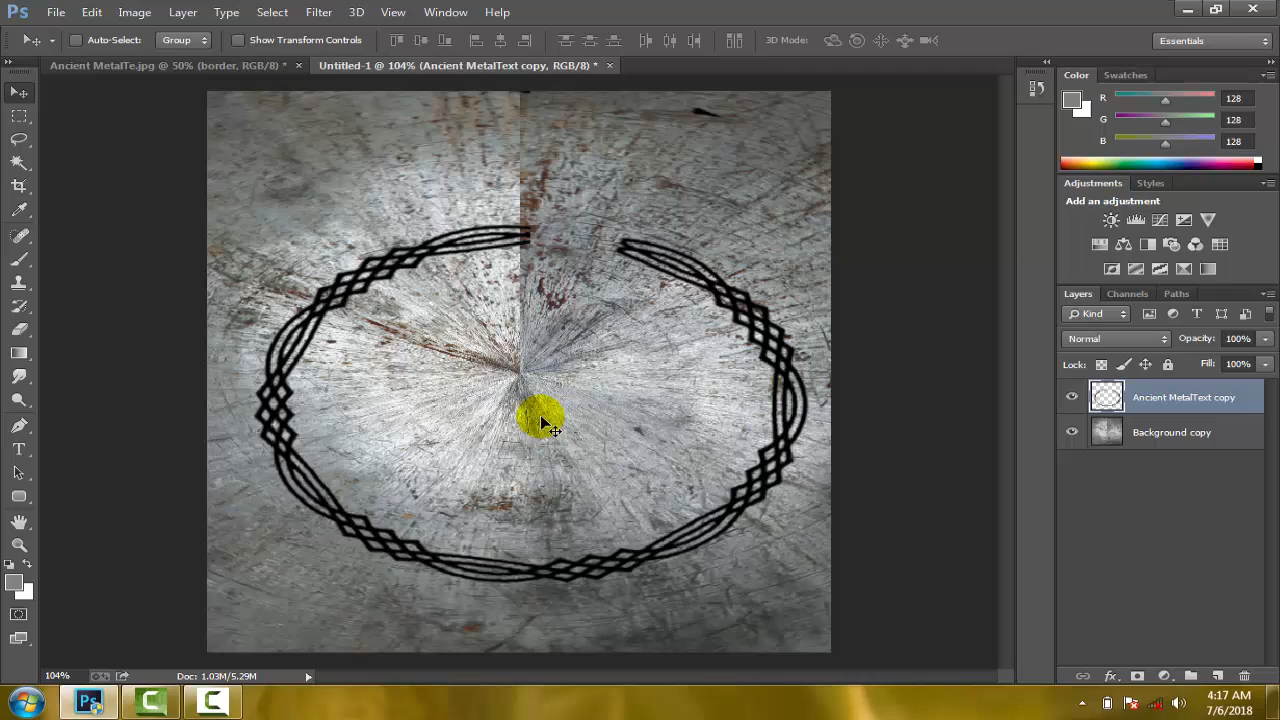 Ps File Edit Image Layer Type Select Filter 3D View Window Help
Auto-Select: Group Show Transform Controls 3D Mode: Essentials
Ancient MetalTe.jpg @ 50% (border, RGB/8) * × Untitled-1 @ 104% (Ancient MetalText copy, RGB/8) * ×
Color Swatches
R 128
G 128
B 128
Adjustments Styles
Add an adjustment
Layers Channels Paths
Kind
Normal Opacity: 100%
Lock: Fill: 100%
Ancient MetalText copy
Background copy
104% Doc: 1.03M/5.29M
fx
Ps
4:17 AM
7/6/2018